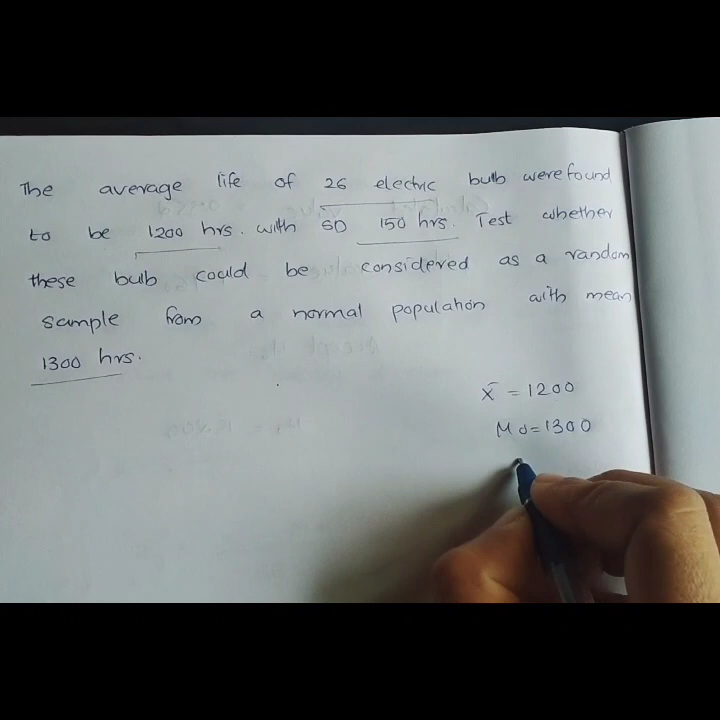 The average life of 26 electric bulb were found
to be 1200 hrs. with SD 150 hrs. Test whether
these bulb could be considered as a random
sample from a normal population with mean
1300 hrs.
x̄ = 1200
μ0=1300